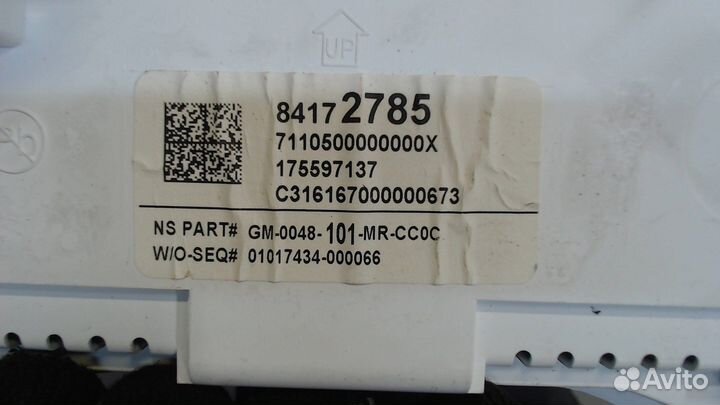 UP
84172785
7110500000000X
175597137
C316167000000673
NS PART# GM-0048-101-MR-CC0C
W/O-SEQ# 01017434-000066
Avito